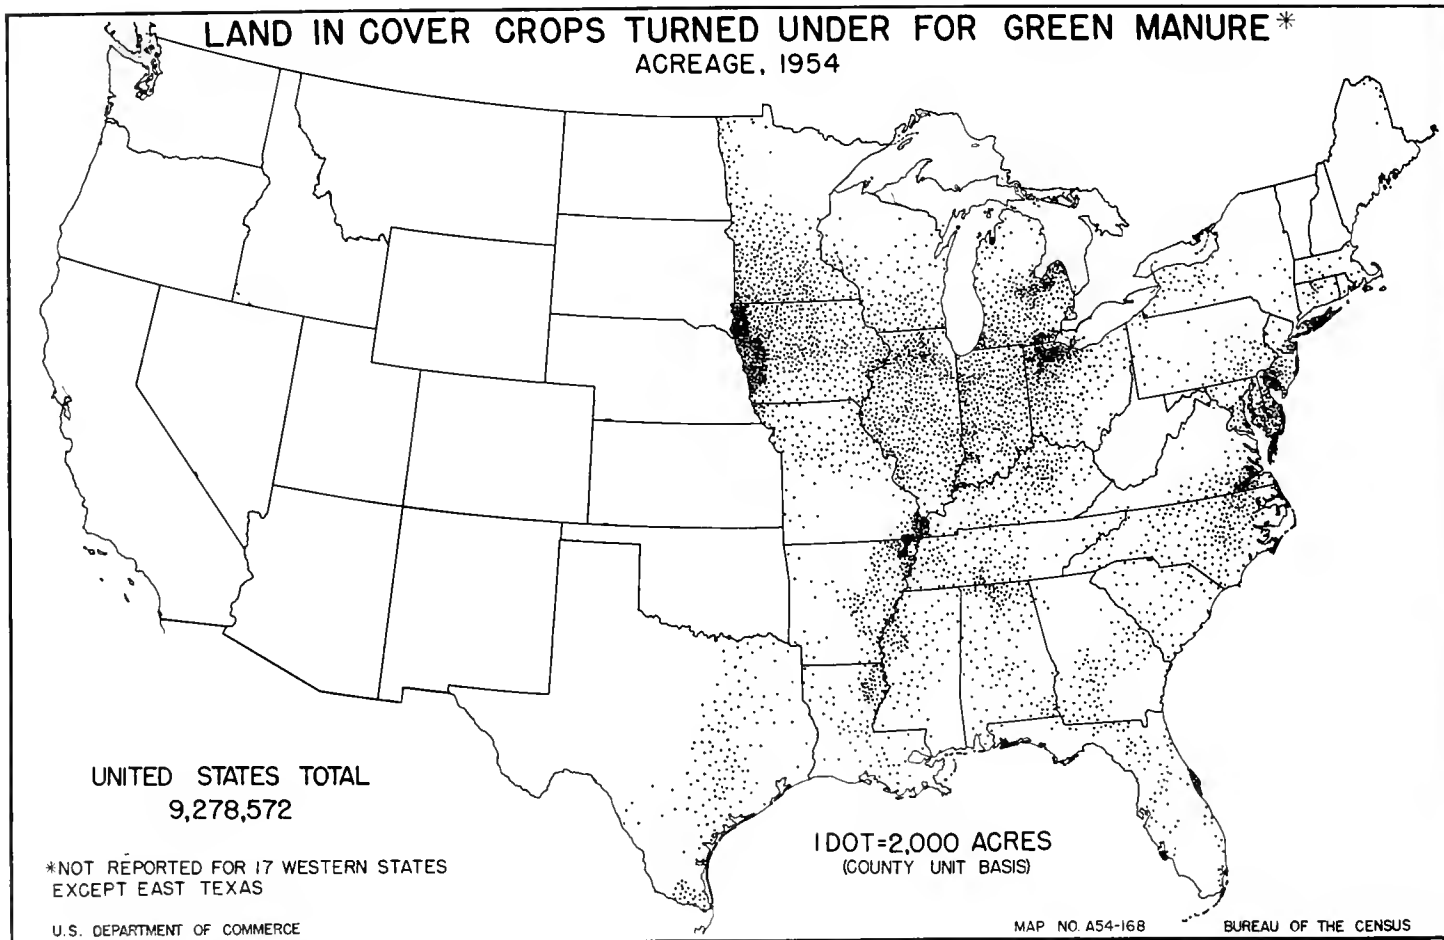 LAND IN COVER CROPS TURNED UNDER FOR GREEN MANURE*
ACREAGE, 1954
UNITED STATES TOTAL
9,278,572
1 DOT=2,000 ACRES
(COUNTY UNIT BASIS)
*NOT REPORTED FOR 17 WESTERN STATES
EXCEPT EAST TEXAS
U.S. DEPARTMENT OF COMMERCE
MAP NO. A54-168
BUREAU OF THE CENSUS